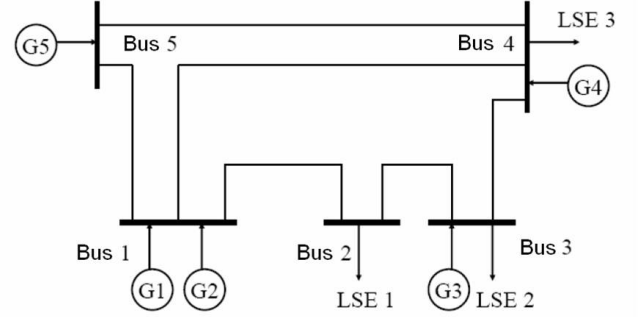 LSE 3
G5
Bus 5
Bus 4
G4
Bus 1
Bus 2
Bus 3
G1
G2
LSE 1
G3
LSE 2